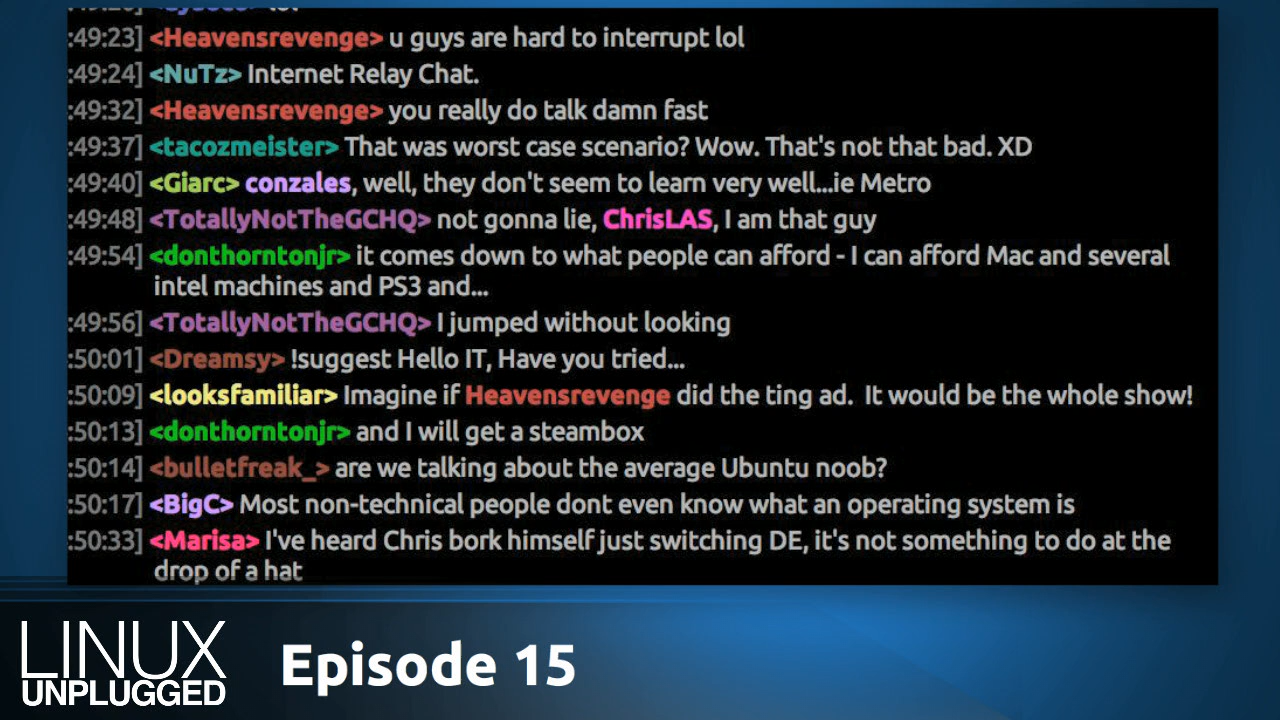 :49:23] <Heavensrevenge> u guys are hard to interrupt lol
:49:24] <NuTz> Internet Relay Chat.
:49:32] <Heavensrevenge> you really do talk damn fast
:49:37] <tacozmeister> That was worst case scenario? Wow. That's not that bad. XD
:49:40] <Giarc> conzales, well, they don't seem to learn very well...ie Metro
:49:48] <TotallyNotTheGCHQ> not gonna lie, ChrisLAS, I am that guy
:49:54] <donthorntonjr> it comes down to what people can afford - I can afford Mac and several
intel machines and PS3 and...
:49:56] <TotallyNotTheGCHQ> I jumped without looking
:50:01] <Dreamsy> !suggest Hello IT, Have you tried...
:50:09] <looksfamiliar> Imagine if Heavensrevenge did the ting ad.  It would be the whole show!
:50:13] <donthorntonjr> and I will get a steambox
:50:14] <bulletfreak_> are we talking about the average Ubuntu noob?
:50:17] <BigC> Most non-technical people dont even know what an operating system is
:50:33] <Marisa> I've heard Chris bork himself just switching DE, it's not something to do at the
drop of a hat
LINUX
UNPLUGGED
Episode 15